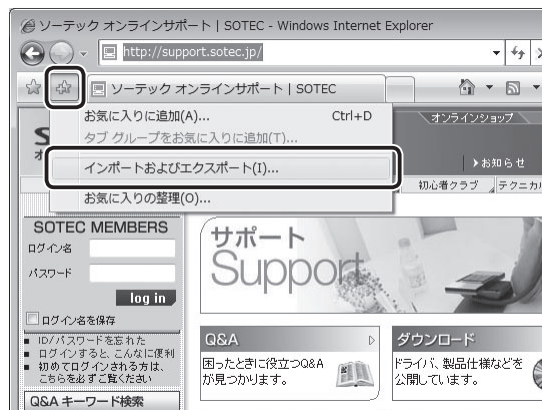 ソーテック オンラインサポート | SOTEC - Windows Internet Explorer
http://support.sotec.jp/
ソーテック オンラインサポート | SOTEC
お気に入りに追加(A)... Ctrl+D
タブ グループをお気に入りに追加(T)...
インポートおよびエクスポート(I)...
お気に入りの整理(O)...
オンラインショップ
お知らせ
初心者クラブ
テクニカル
SOTEC MEMBERS
ログイン名
パスワード
log in
ログイン名を保存
ID/パスワードを忘れた
ログインすると、こんなに便利
初めてログインされる方は、
こちらを必ずご覧ください
Q&A キーワード検索
サポート
Support
Q&A
困ったときに役立つQ&A
が見つかります。
ダウンロード
ドライバ、製品仕様などを
公開しています。